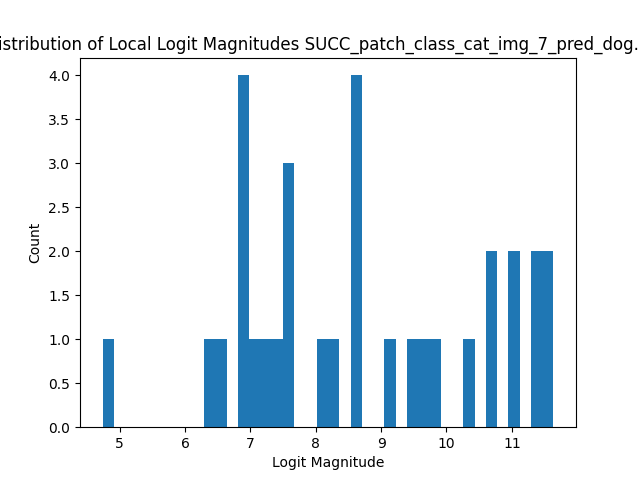 istribution of Local Logit Magnitudes SUCC_patch_class_cat_img_7_pred_dog.
4.0
3.5
3.0
2.5
2.0
1.5
1.0
0.5
0.0
Count
5 6 7 8 9 10 11
Logit Magnitude